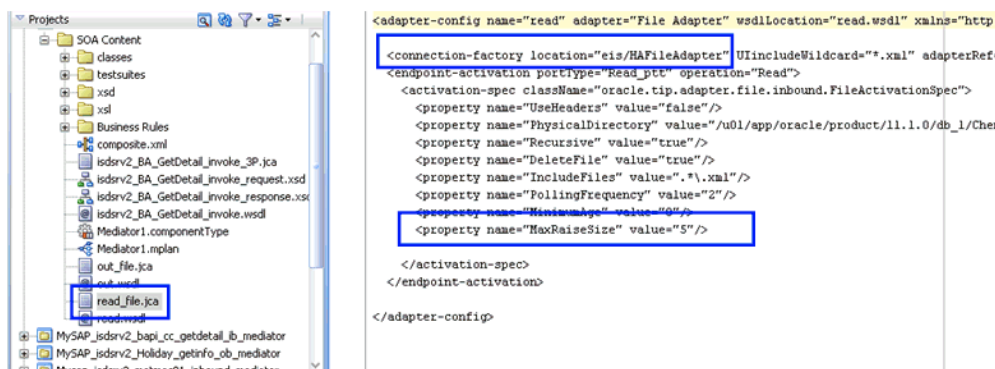 Projects
SOA Content
classes
testsuites
xsd
xsl
Business Rules
composite.xml
isdsrv2_BA_GetDetail_invoke_3P.jca
isdsrv2_BA_GetDetail_invoke_request.xsd
isdsrv2_BA_GetDetail_invoke_response.xsd
isdsrv2_BA_GetDetail_invoke.wsdl
Mediator1.componentType
Mediator1.mplan
out_file.jca
out.wsdl
read_file.jca
read.wsdl
MySAP_isdsrv2_bapi_cc_getdetail_ib_mediator
MySAP_isdsrv2_Holiday_getinfo_ob_mediator
<adapter-config name="read" adapter="File Adapter" wsdlLocation="read.wsdl" xmlns="http
<connection-factory location="eis/HAFileAdapter" UIincludeWildcard="*.xml" adapterRef
<endpoint-activation portType="Read_ptt" operation="Read">
<activation-spec className="oracle.tip.adapter.file.inbound.FileActivationSpec">
<property name="UseHeaders" value="false"/>
<property name="PhysicalDirectory" value="/u01/app/oracle/product/11.1.0/db_1/Che
<property name="Recursive" value="true"/>
<property name="DeleteFile" value="true"/>
<property name="IncludeFiles" value=".*\.xml"/>
<property name="PollingFrequency" value="2"/>
<property name="MinimumAge" value="0"/>
<property name="MaxRaiseSize" value="5"/>
</activation-spec>
</endpoint-activation>
</adapter-config>